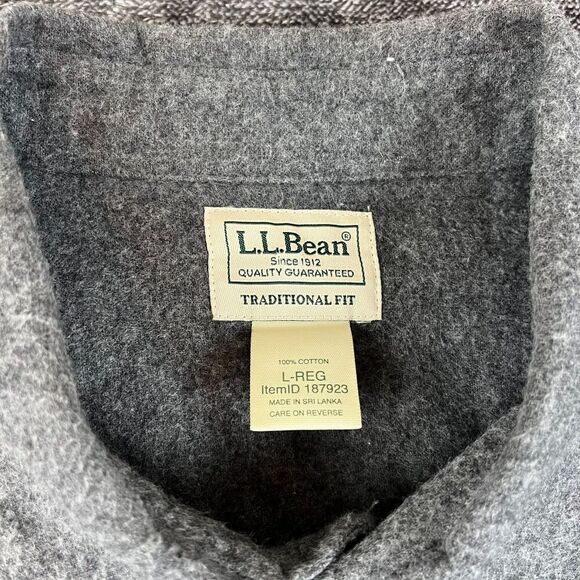 L.L.Bean®
Since 1912
QUALITY GUARANTEED
TRADITIONAL FIT
100% COTTON
L-REG
ItemID 187923
MADE IN SRI LANKA
CARE ON REVERSE